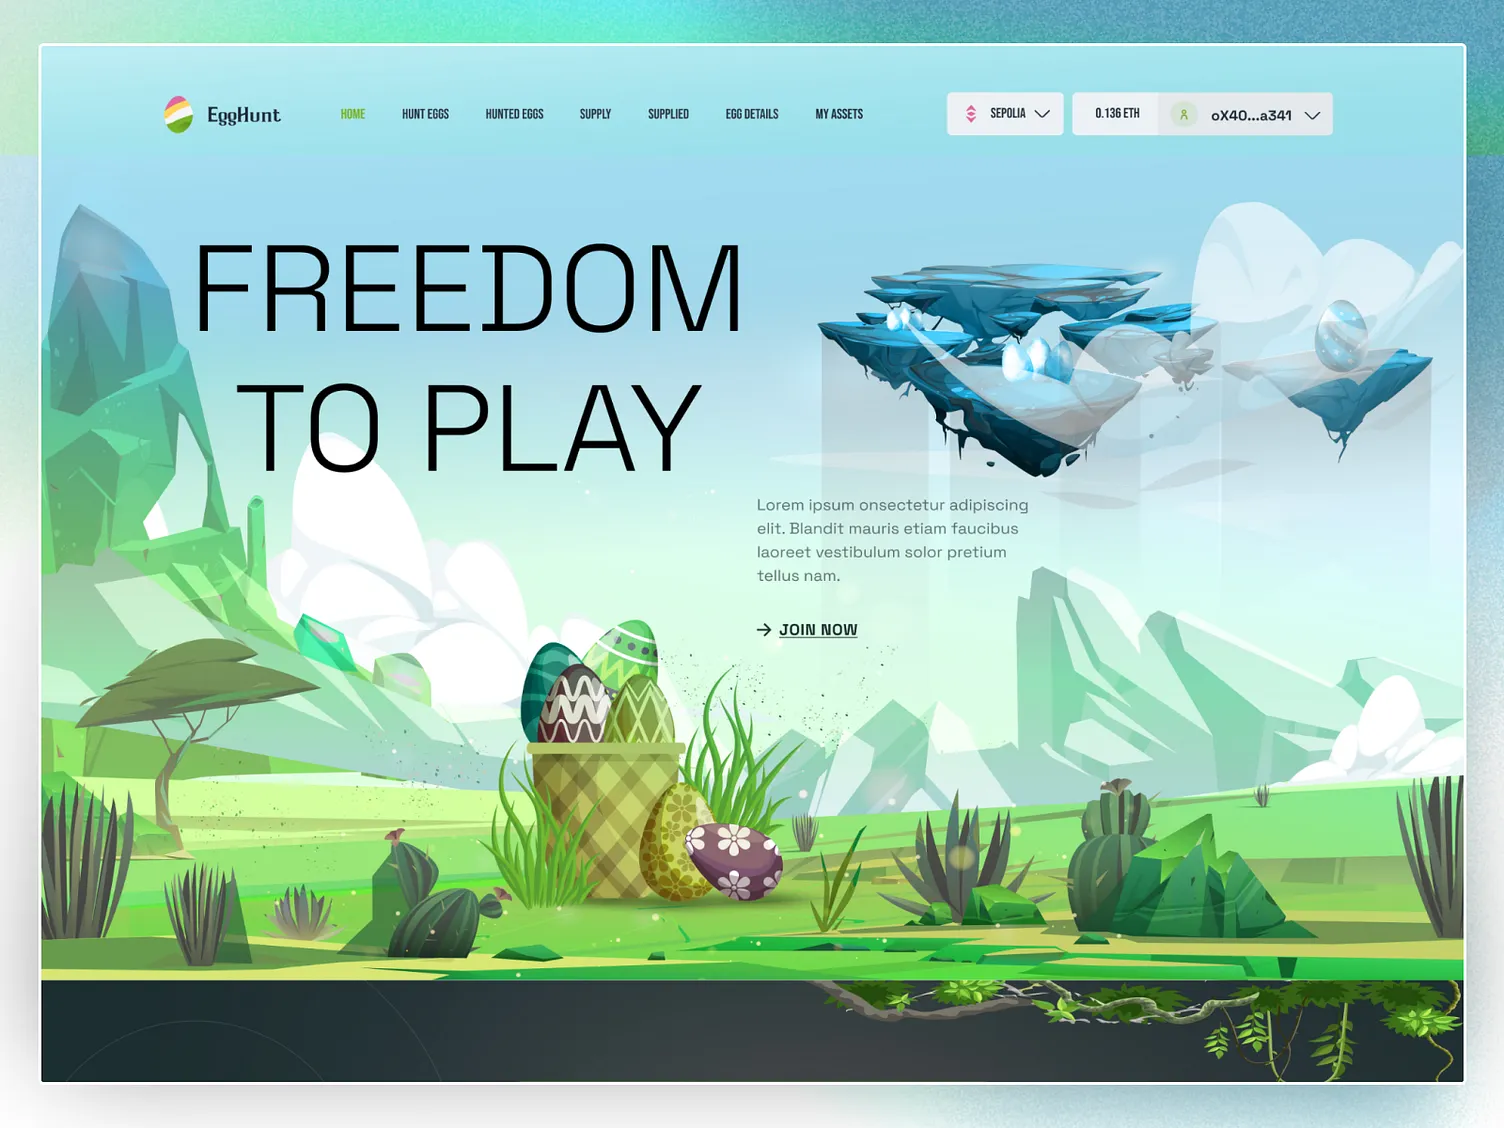 EggHunt
HOME
HUNT EGGS
HUNTED EGGS
SUPPLY
SUPPLIED
EGG DETAILS
MY ASSETS
SEPOLIA
0.136 ETH
oX40...a341
FREEDOM
TO PLAY
Lorem ipsum onsectetur adipiscing
elit. Blandit mauris etiam faucibus
laoreet vestibulum solor pretium
tellus nam.
JOIN NOW